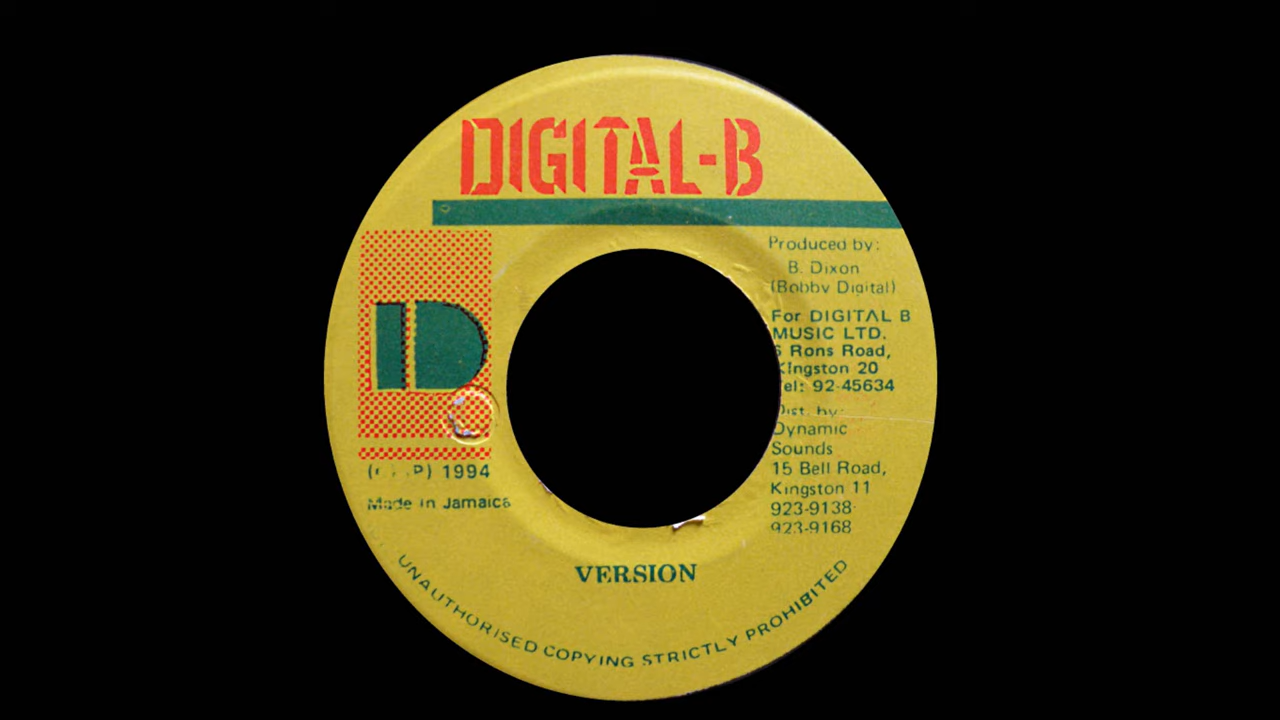 DIGITAL-B
Produced by:
B. Dixon
(Bobby Digital)
For DIGITAL B
MUSIC LTD.
6 Rons Road,
Kingston 20
Tel: 92-45634
Dist. by:
Dynamic
Sounds
15 Bell Road,
Kingston 11
923-9138
923-9168
D
P) 1994
Made in Jamaica
VERSION
UNAUTHORISED COPYING STRICTLY PROHIBITED